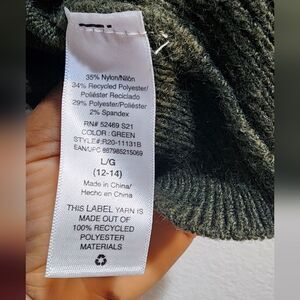 35% Nylon/Nilón
34% Recycled Polyester/
Poliéster Reciclado
29% Polyester/Poliéster
2% Spandex
RN# 52469 S21
COLOR: GREEN
STYLE#:R20-11131B
EAN/UPC 867985215069
L/G
(12-14)
Made in China/
Hecho en China
THIS LABEL YARN IS
MADE OUT OF
100% RECYCLED
POLYESTER
MATERIALS